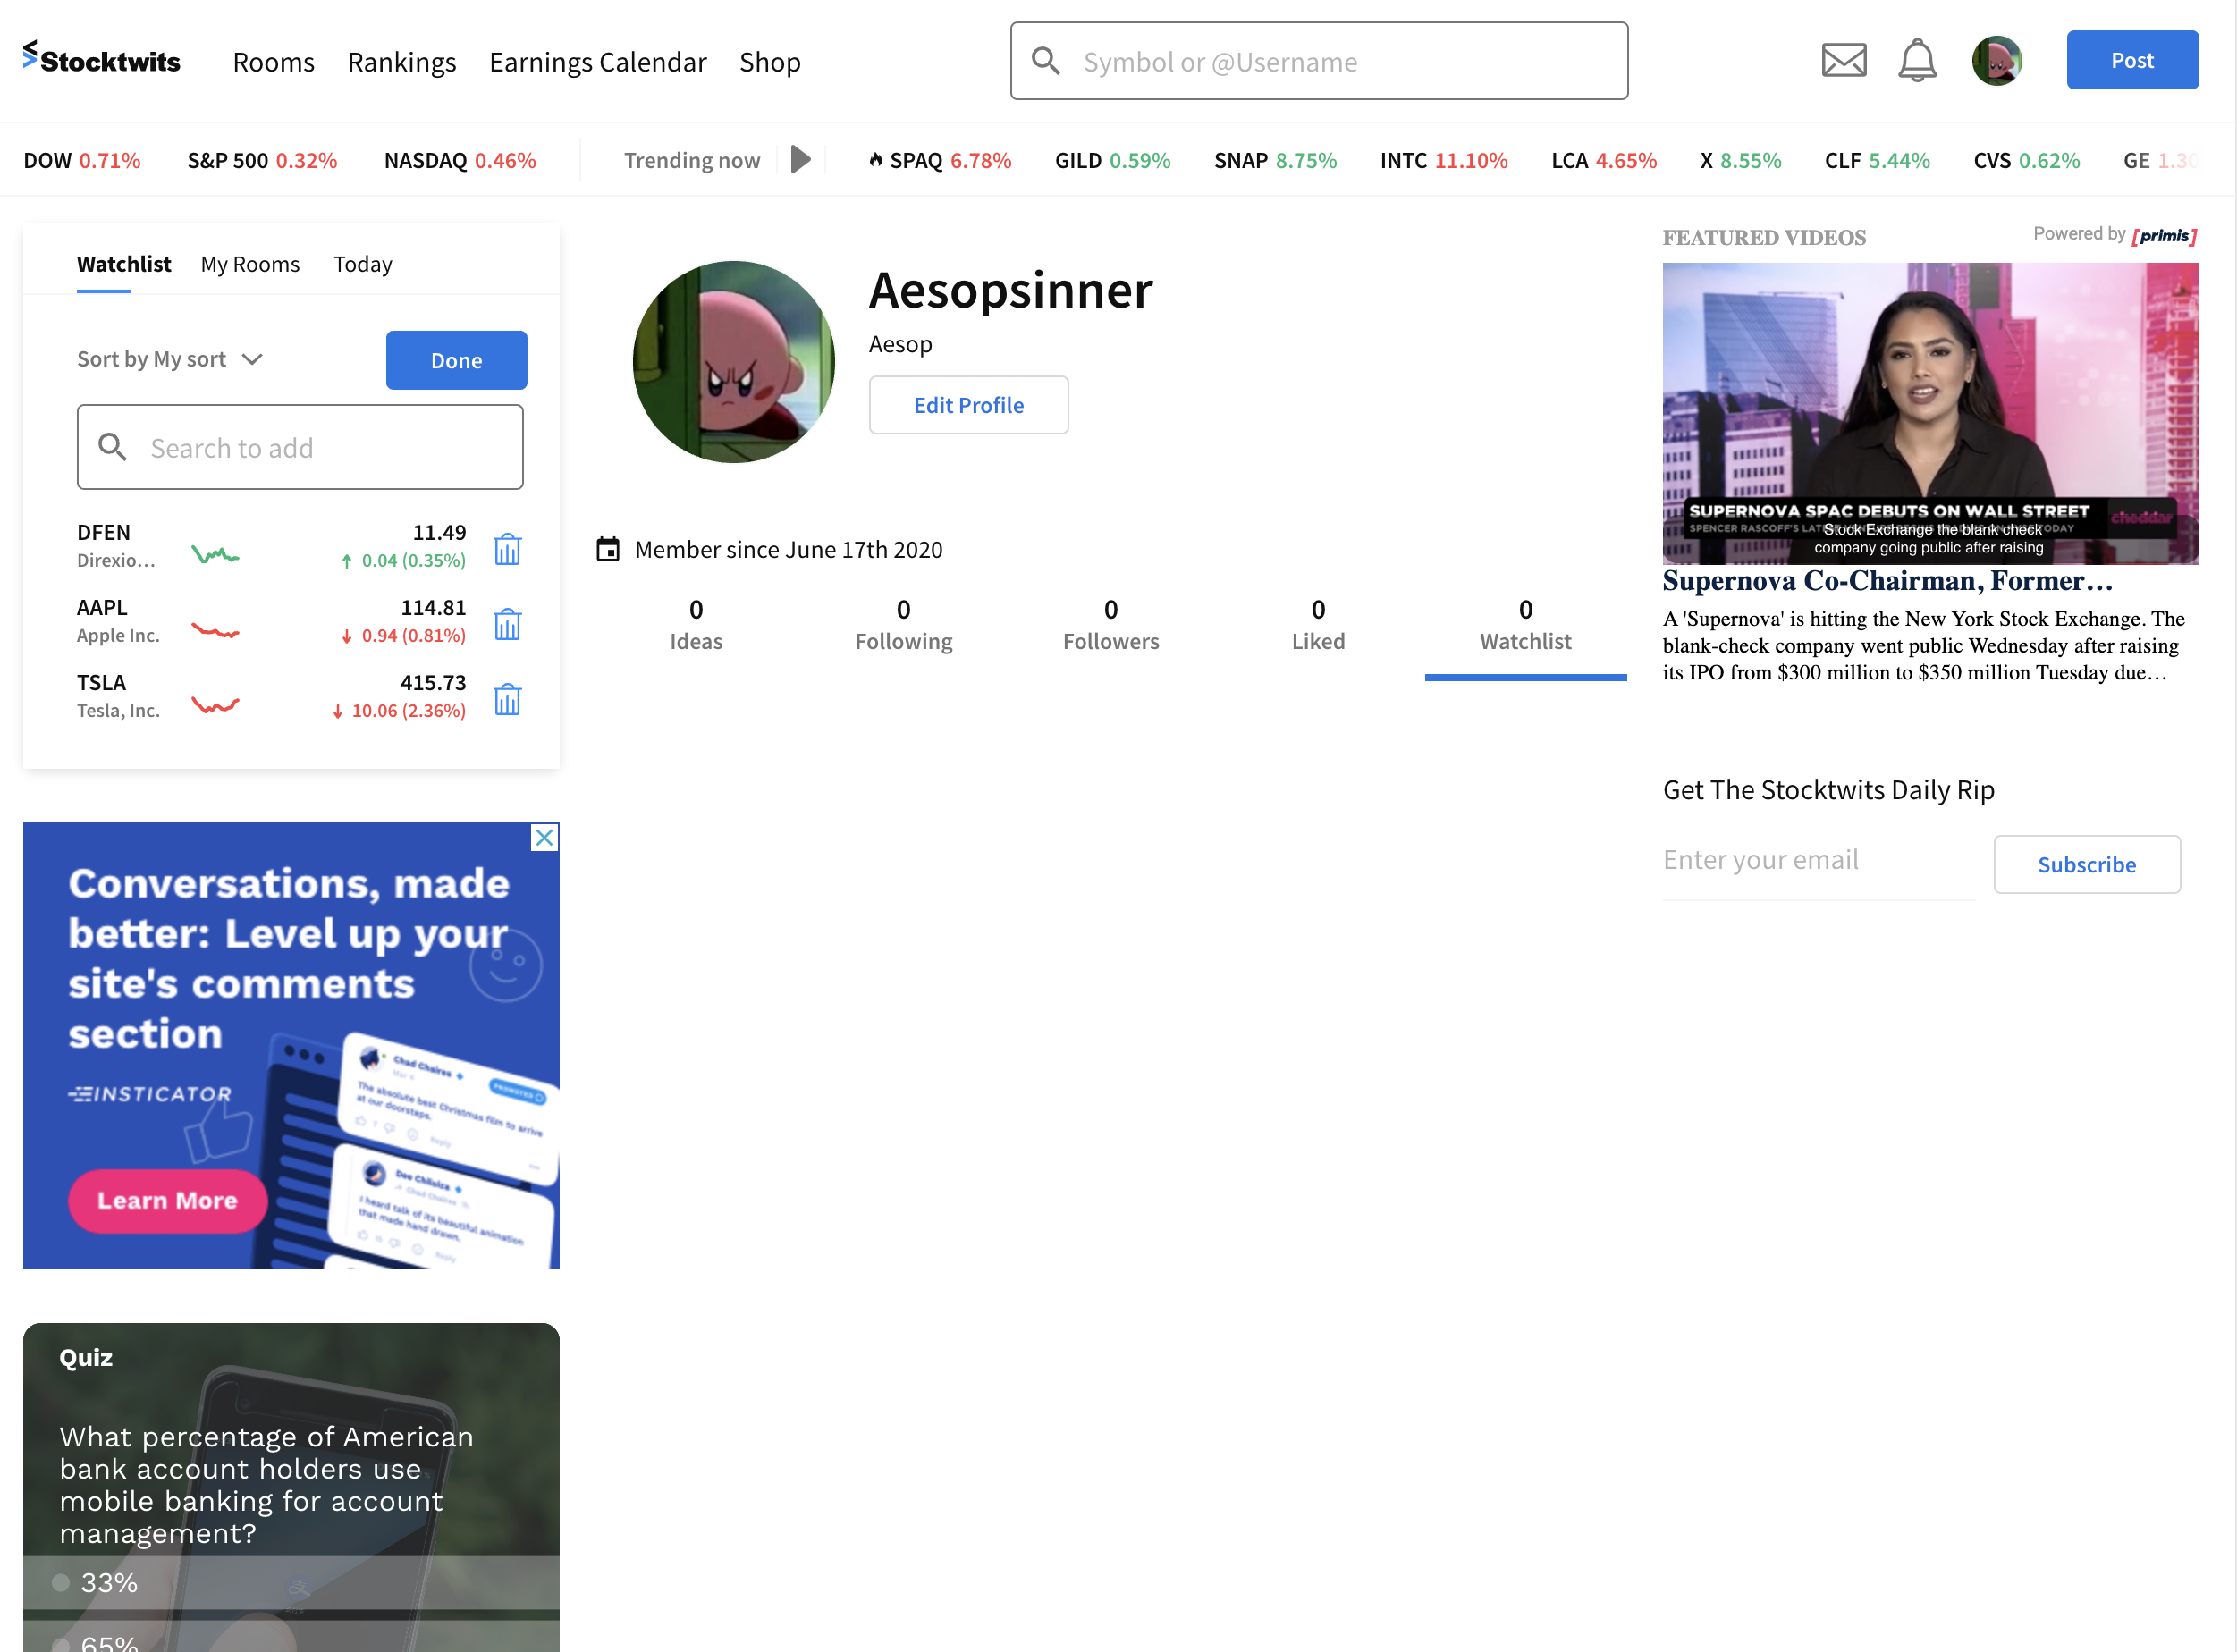 Stocktwits
Rooms Rankings Earnings Calendar Shop
Symbol or @Username
Post
DOW 0.71% S&P 500 0.32% NASDAQ 0.46%
Trending now
SPAQ 6.78% GILD 0.59% SNAP 8.75% INTC 11.10% LCA 4.65% X 8.55% CLF 5.44% CVS 0.62% GE 1.30
Watchlist My Rooms Today
Sort by My sort
Done
Search to add
DFEN 11.49
Direxio... 0.04 (0.35%)
AAPL 114.81
Apple Inc. 0.94 (0.81%)
TSLA 415.73
Tesla, Inc. 10.06 (2.36%)
Conversations, made
better: Level up your
site's comments
section
INSTICATOR
Learn More
Chad Chaires
PROMOTED
The absolute best Christmas film to arrive
at our doorsteps.
Reply
Chad Chaires
I heard talk of its beautiful animation
that made hand drawn.
Reply
Quiz
What percentage of American
bank account holders use
mobile banking for account
management?
33%
65%
Aesopsinner
Aesop
Edit Profile
Member since June 17th 2020
0 0 0 0 0
Ideas Following Followers Liked Watchlist
FEATURED VIDEOS
Powered by [primis]
SUPERNOVA SPAC DEBUTS ON WALL STREET
cheddar
SPENCER RASCOFF'S
TODAY
Stock Exchange the blank check
company going public after raising
Supernova Co-Chairman, Former...
A 'Supernova' is hitting the New York Stock Exchange. The
blank-check company went public Wednesday after raising
its IPO from $300 million to $350 million Tuesday due...
Get The Stocktwits Daily Rip
Enter your email
Subscribe